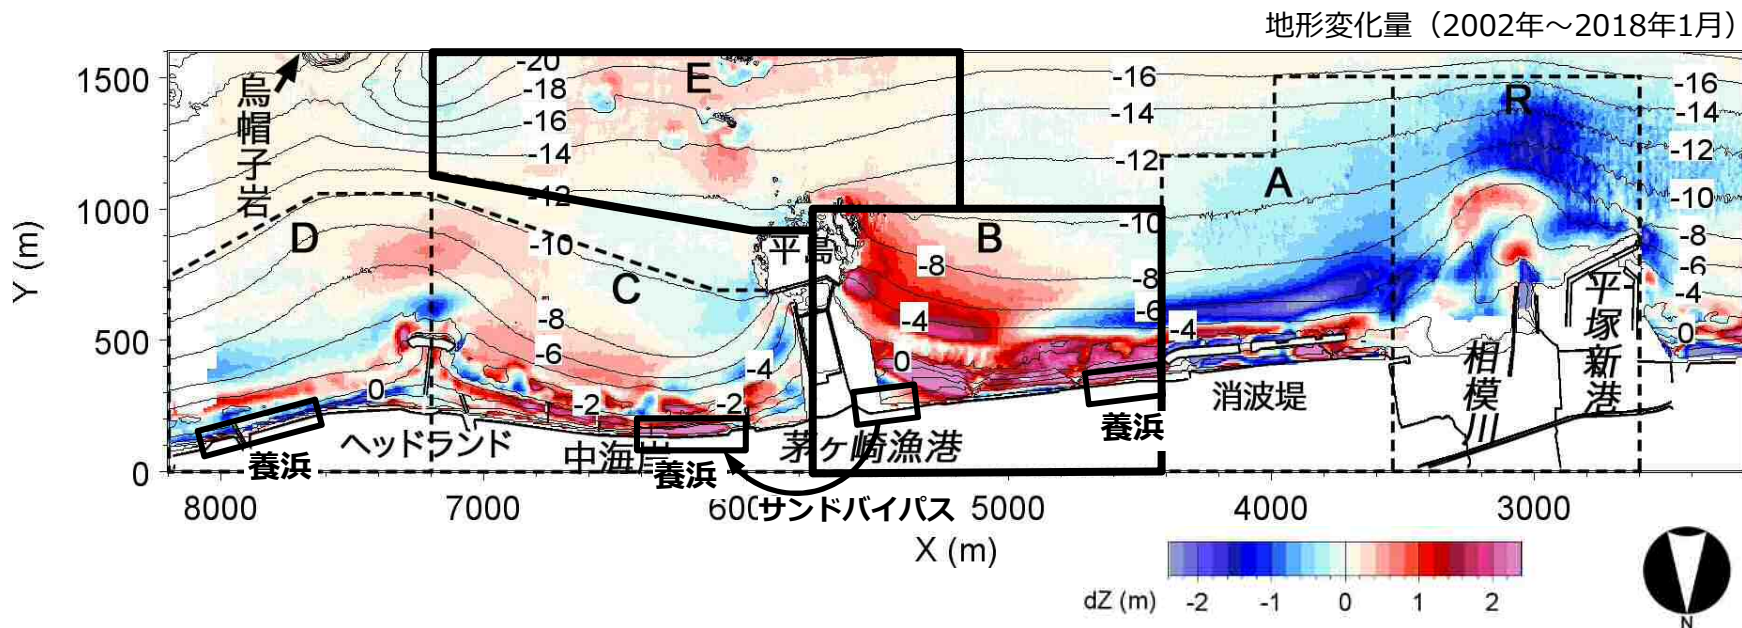 地形変化量（2002年～2018年1月）
1500
1000
500
0
Y (m)
烏帽子岩
-20
-18
-16
-14
-12
E
-16
-14
-12
R
-16
-14
-12
-10
-8
-6
-4
0
A
D
-10
C
-8
-6
平島
B
-10
-8
-8
-6
-4
-4
0
-4
0
-2
-2
平塚新港
相模川
消波堤
養浜
ヘッドランド
中海岸
茅ヶ崎漁港
養浜
養浜
サンドバイパス
8000
7000
600
5000
4000
3000
X (m)
dZ (m)
-2
-1
0
1
2
N